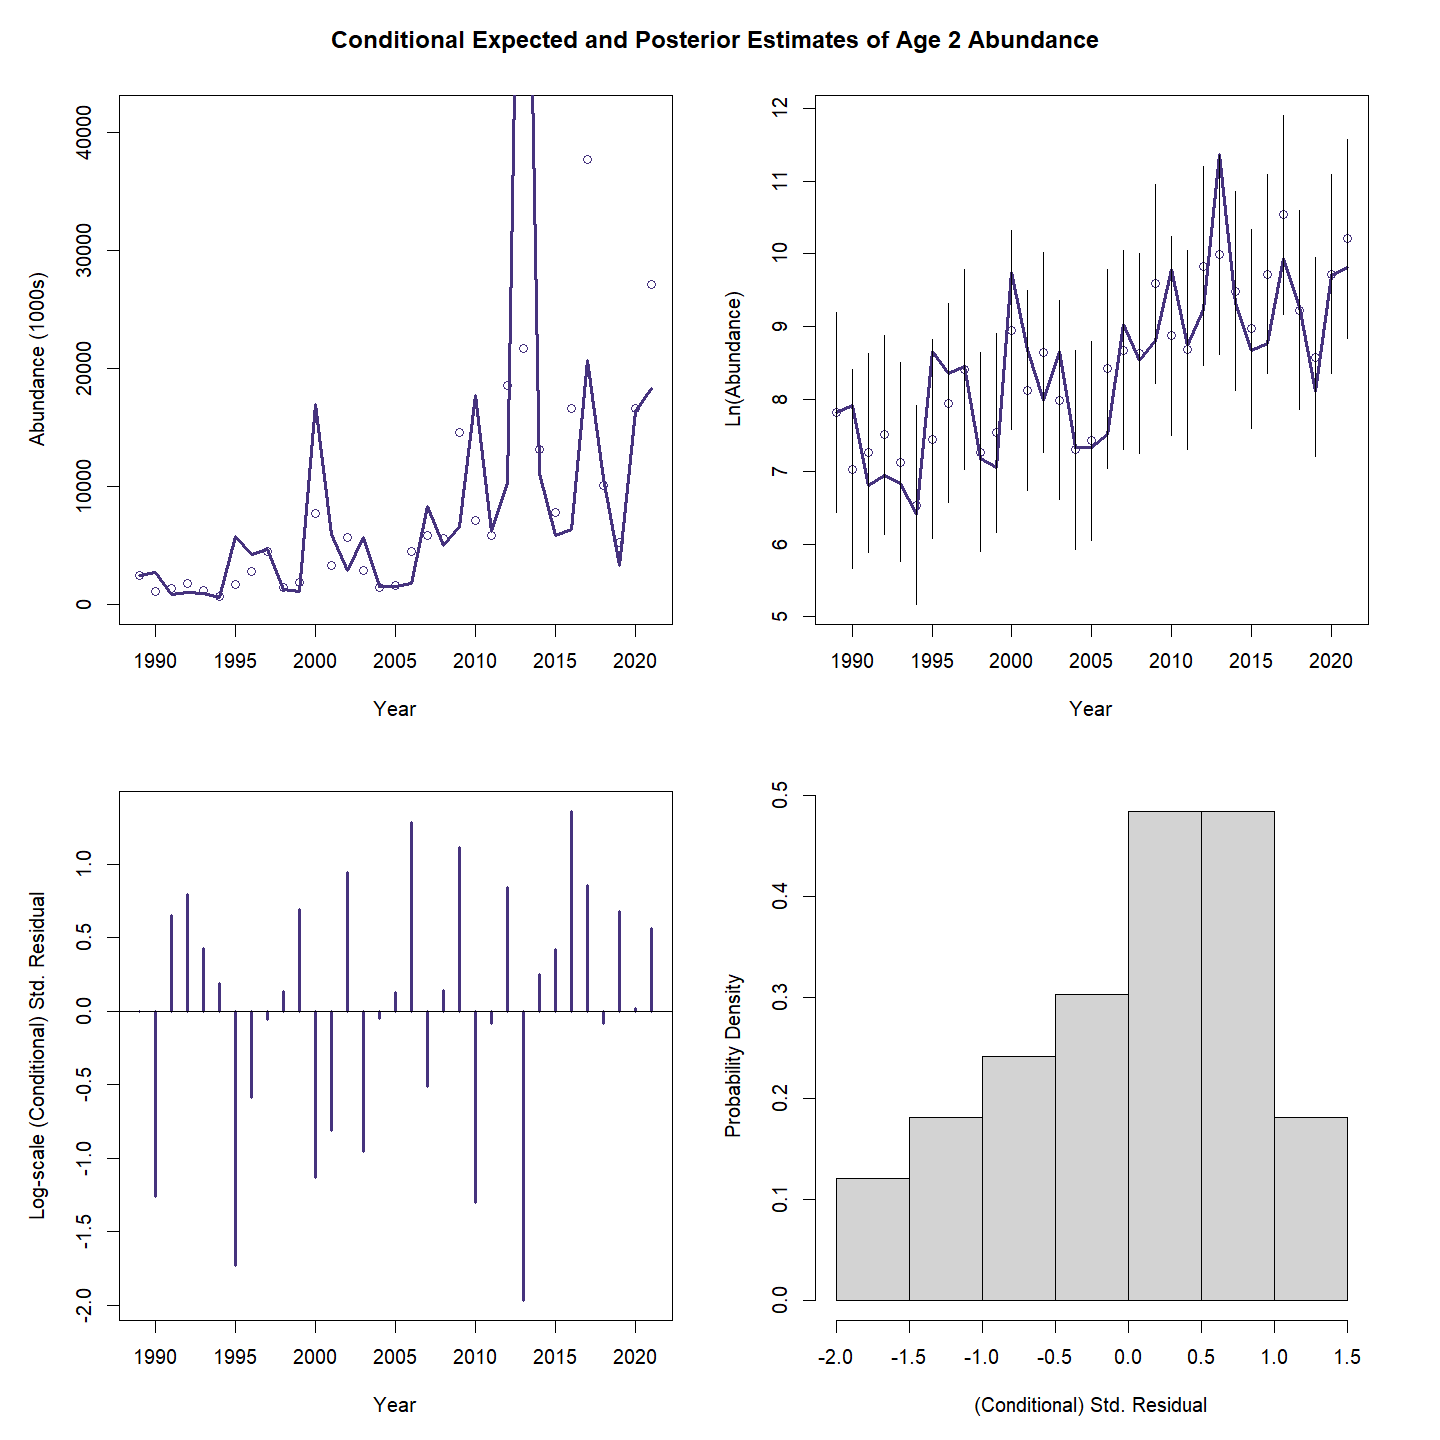 Conditional Expected and Posterior Estimates of Age 2 Abundance
Abundance (1000s)
40000
30000
20000
10000
0
1990 1995 2000 2005 2010 2015 2020
Year
Ln(Abundance)
12
11
10
9
8
7
6
5
1990 1995 2000 2005 2010 2015 2020
Year
Log-scale (Conditional) Std. Residual
1.0
0.5
0.0
-0.5
-1.0
-1.5
-2.0
1990 1995 2000 2005 2010 2015 2020
Year
Probability Density
0.5
0.4
0.3
0.2
0.1
0.0
-2.0 -1.5 -1.0 -0.5 0.0 0.5 1.0 1.5
(Conditional) Std. Residual